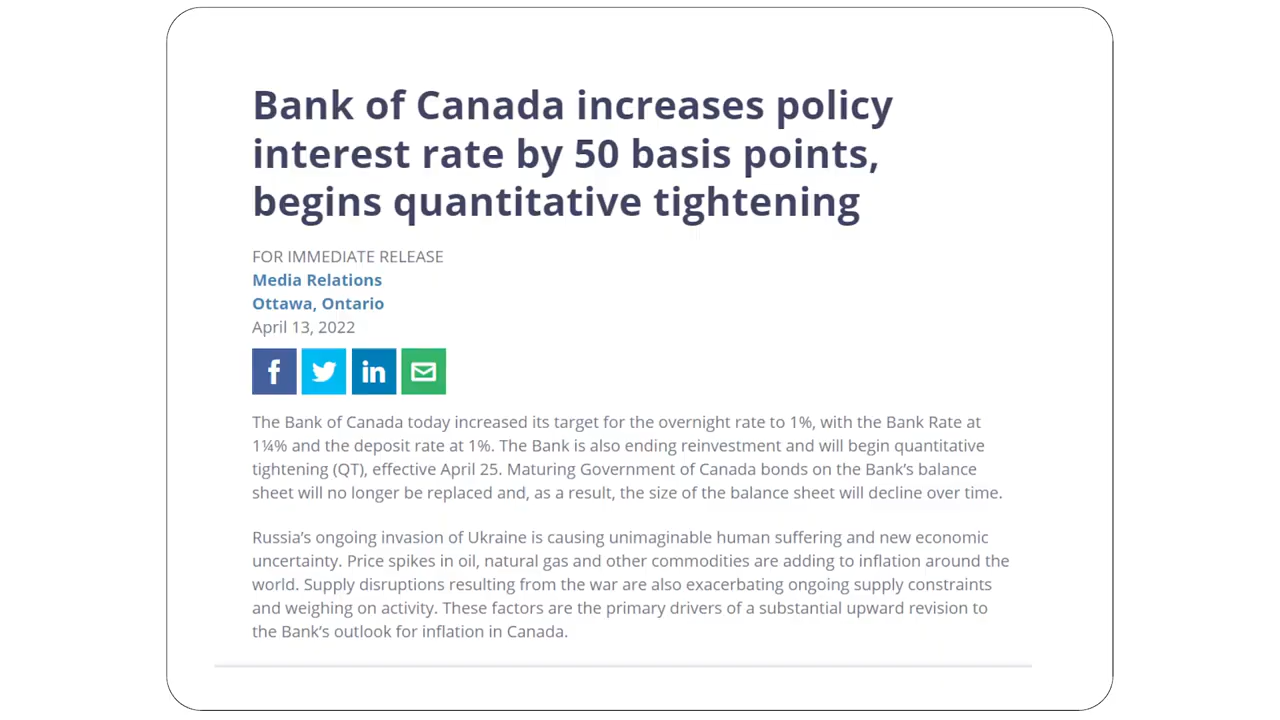 Bank of Canada increases policy
interest rate by 50 basis points,
begins quantitative tightening
FOR IMMEDIATE RELEASE
Media Relations
Ottawa, Ontario
April 13, 2022
f
in
The Bank of Canada today increased its target for the overnight rate to 1%, with the Bank Rate at
1¼% and the deposit rate at 1%. The Bank is also ending reinvestment and will begin quantitative
tightening (QT), effective April 25. Maturing Government of Canada bonds on the Bank’s balance
sheet will no longer be replaced and, as a result, the size of the balance sheet will decline over time.
Russia’s ongoing invasion of Ukraine is causing unimaginable human suffering and new economic
uncertainty. Price spikes in oil, natural gas and other commodities are adding to inflation around the
world. Supply disruptions resulting from the war are also exacerbating ongoing supply constraints
and weighing on activity. These factors are the primary drivers of a substantial upward revision to
the Bank’s outlook for inflation in Canada.